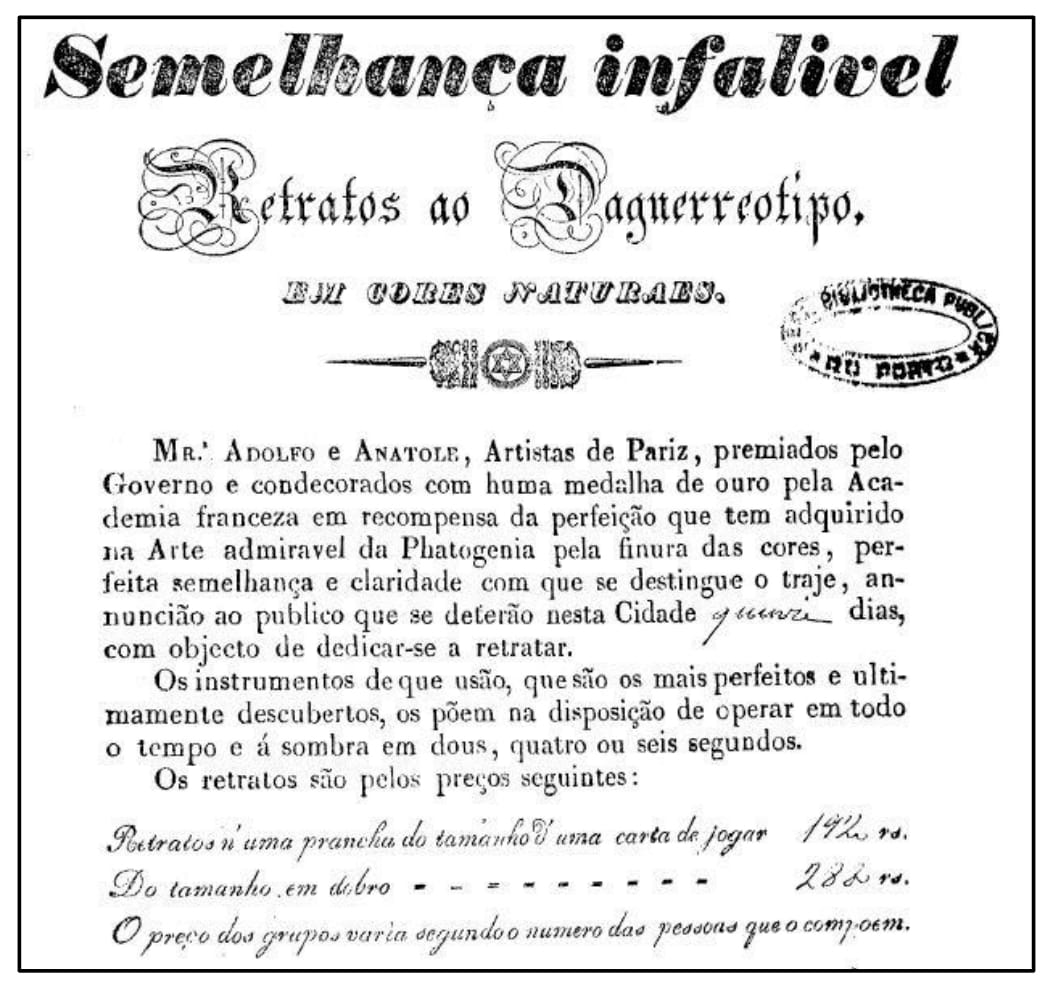 Semelhança infalivel
Retratos ao Daguerreotipo,
EM CORES NATURAES.
BIBLIOTHECA PUBLICA
DO PORTO
MR.' ADOLFO e ANATOLE, Artistas de Pariz, premiados pelo
Governo e condecorados com huma medalha de ouro pela Aca-
demia franceza em recompensa da perfeição que tem adquirido
na Arte admiravel da Phatogenia pela finura das cores, per-
feita semelhança e claridade com que se destingue o traje, an-
nuncião ao publico que se deterão nesta Cidade dias,
com objecto de dedicar-se a retratar.
Os instrumentos de que usão, que são os mais perfeitos e ulti-
mamente descubertos, os põem na disposição de operar em todo
o tempo e á sombra em dous, quatro ou seis segundos.
Os retratos são pelos preços seguintes:
Retratos n'uma prancha do tamanho d'uma carta de jogar 192 rs.
Do tamanho em dobro - - - - - - - - - 288 rs.
O preço dos grupos varia segundo o numero das pessoas que o compoem.